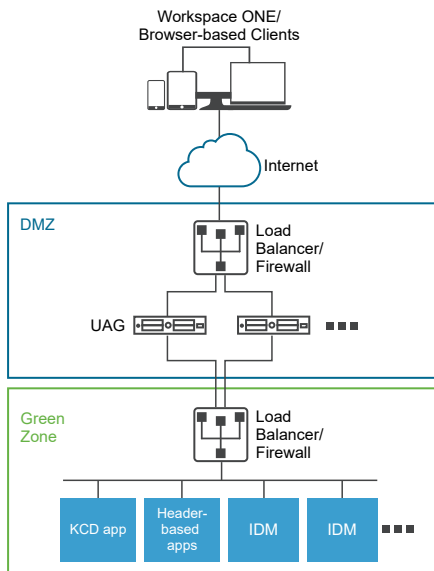 Workspace ONE/
Browser-based Clients
Internet
DMZ
Load
Balancer/
Firewall
UAG
Green
Zone
Load
Balancer/
Firewall
KCD app
Header-
based
apps
IDM
IDM